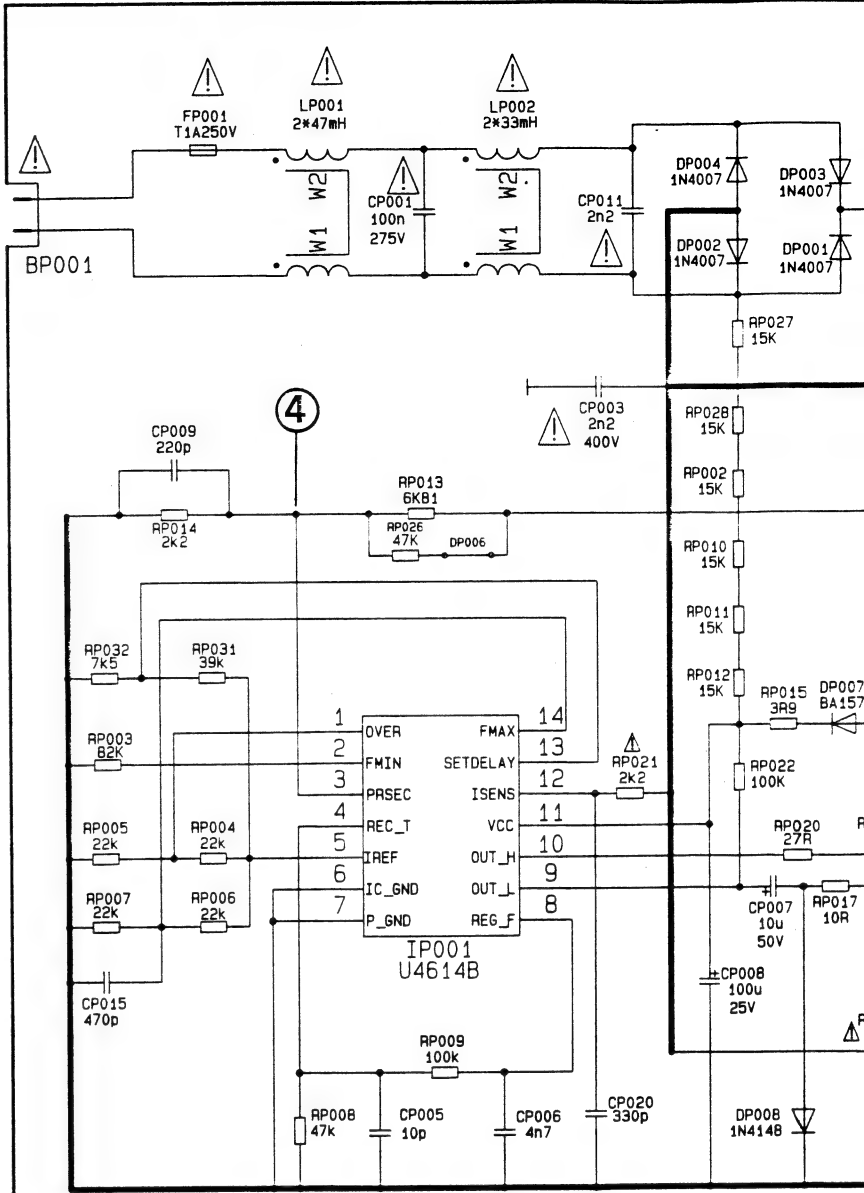 FP001
T1A250V
LP001
2*47mH
LP002
2*33mH
W2
W1
W2
W1
CP001
100n
275V
CP011
2n2
DP004
1N4007
DP003
1N4007
DP002
1N4007
DP001
1N4007
BP001
RP027
15K
4
CP003
2n2
400V
RP028
15K
CP009
220p
RP014
2k2
RP013
6K81
RP026
47K
DP006
RP002
15K
RP010
15K
RP011
15K
RP012
15K
RP032
7k5
RP031
39k
RP015
3R9
DP007
BA157
RP003
82K
RP021
2k2
RP022
100K
RP005
22k
RP004
22k
RP020
27R
RP007
22k
RP006
22k
1 OVER FMAX 14
2 FMIN SETDELAY 13
3 PRSEC ISENS 12
4 REC_T VCC 11
5 IREF OUT_H 10
6 IC_GND OUT_L 9
7 P_GND REG_F 8
IP001
U4614B
CP007
10u
50V
RP017
10R
CP015
470p
CP008
100u
25V
RP009
100k
RP008
47k
CP005
10p
CP006
4n7
CP020
330p
DP008
1N4148